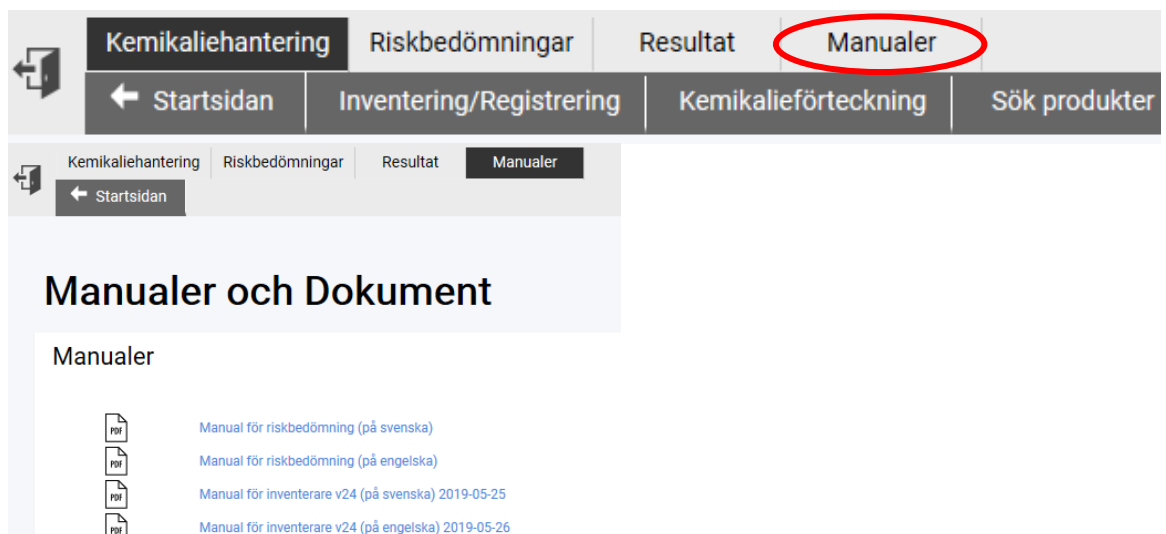 Kemikaliehantering Riskbedömningar Resultat Manualer
Startsidan Inventering/Registrering Kemikalieförteckning Sök produkter
Kemikaliehantering Riskbedömningar Resultat Manualer
Startsidan
Manualer och Dokument
Manualer
PDF Manual för riskbedömning (på svenska)
PDF Manual för riskbedömning (på engelska)
PDF Manual för inventerare v24 (på svenska) 2019-05-25
PDF Manual för inventerare v24 (på engelska) 2019-05-26